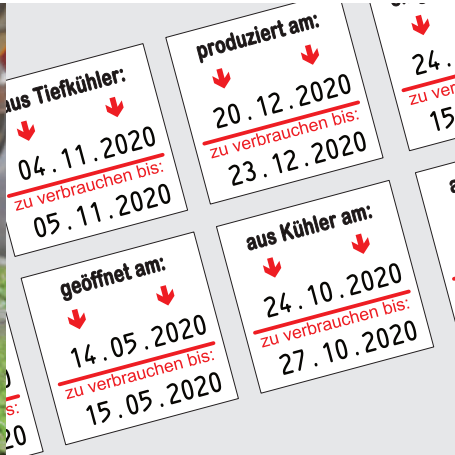 aus Tiefkühler:
04.11.2020
zu verbrauchen bis:
05.11.2020
produziert am:
20.12.2020
zu verbrauchen bis:
23.12.2020
24.
15
geöffnet am:
14.05.2020
zu verbrauchen bis:
15.05.2020
aus Kühler am:
24.10.2020
zu verbrauchen bis:
27.10.2020
s:
20